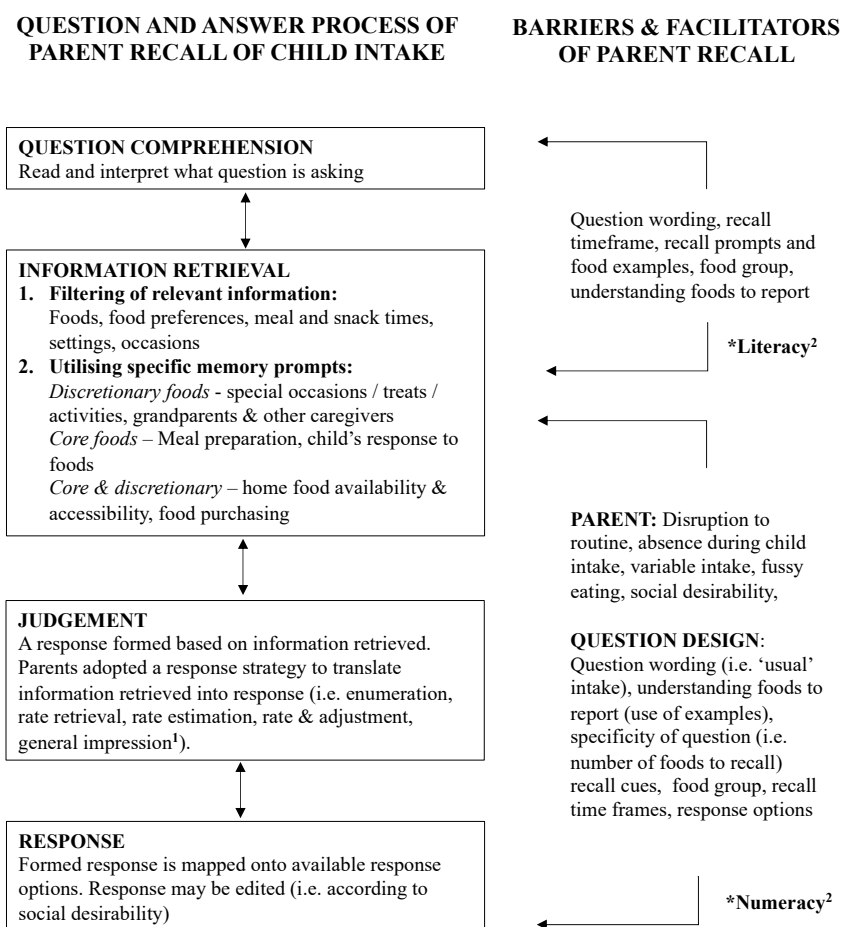 QUESTION AND ANSWER PROCESS OF
PARENT RECALL OF CHILD INTAKE
BARRIERS & FACILITATORS
OF PARENT RECALL
QUESTION COMPREHENSION
Read and interpret what question is asking
INFORMATION RETRIEVAL
1. Filtering of relevant information:
Foods, food preferences, meal and snack times,
settings, occasions
2. Utilising specific memory prompts:
Discretionary foods - special occasions / treats /
activities, grandparents & other caregivers
Core foods – Meal preparation, child's response to
foods
Core & discretionary – home food availability &
accessibility, food purchasing
JUDGEMENT
A response formed based on information retrieved.
Parents adopted a response strategy to translate
information retrieved into response (i.e. enumeration,
rate retrieval, rate estimation, rate & adjustment,
general impression¹).
RESPONSE
Formed response is mapped onto available response
options. Response may be edited (i.e. according to
social desirability)
Question wording, recall
timeframe, recall prompts and
food examples, food group,
understanding foods to report
*Literacy²
PARENT: Disruption to
routine, absence during child
intake, variable intake, fussy
eating, social desirability,
QUESTION DESIGN:
Question wording (i.e. 'usual'
intake), understanding foods to
report (use of examples),
specificity of question (i.e.
number of foods to recall)
recall cues, food group, recall
time frames, response options
*Numeracy²